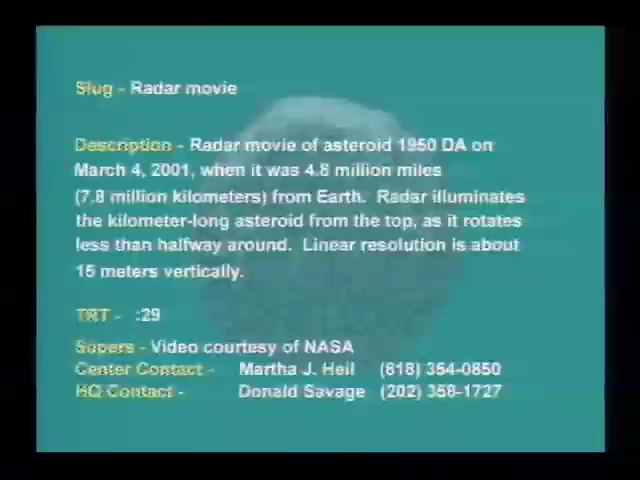 Slug - Radar movie
Description - Radar movie of asteroid 1950 DA on
March 4, 2001, when it was 4.8 million miles
(7.8 million kilometers) from Earth. Radar illuminates
the kilometer-long asteroid from the top, as it rotates
less than halfway around. Linear resolution is about
15 meters vertically.
TRT - :29
Supers - Video courtesy of NASA
Center Contact - Martha J. Heil (818) 354-0850
HQ Contact - Donald Savage (202) 358-1727